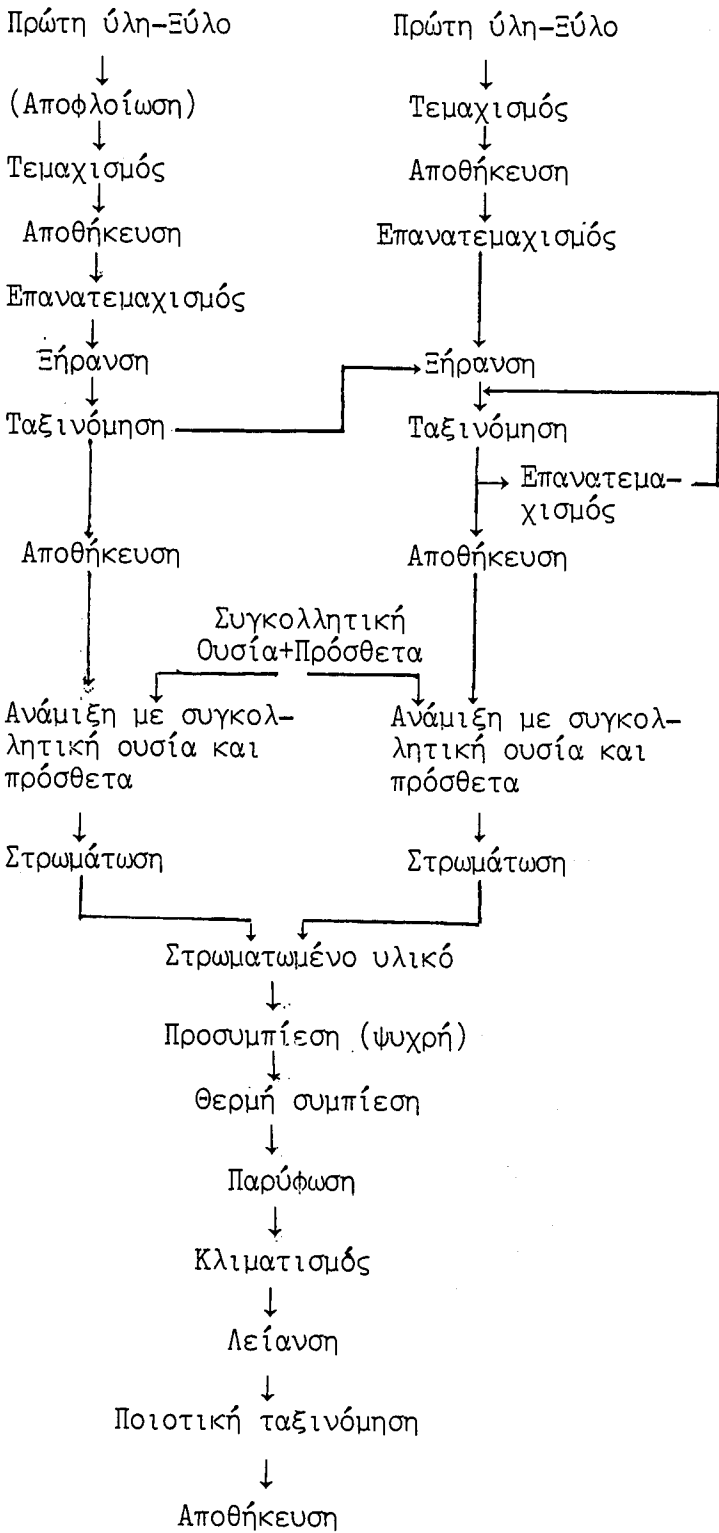 Πρώτη ύλη-Ξύλο
(Αποφλοίωση)
Τεμαχισμός
Αποθήκευση
Επανατεμαχισμός
Ξήρανση
Ταξινόμηση
Αποθήκευση
Πρώτη ύλη-Ξύλο
Τεμαχισμός
Αποθήκευση
Επανατεμαχισμός
Ξήρανση
Ταξινόμηση
Επανατεμα-
χισμός
Αποθήκευση
Συγκολλητική
Ουσία+Πρόσθετα
Ανάμιξη με συγκολ-
λητική ουσία και
πρόσθετα
Στρωμάτωση
Ανάμιξη με συγκολ-
λητική ουσία και
πρόσθετα
Στρωμάτωση
Στρωματωμένο υλικό
Προσυμπίεση (ψυχρή)
Θερμή συμπίεση
Παρύφωση
Κλιματισμός
Λείανση
Ποιοτική ταξινόμηση
Αποθήκευση